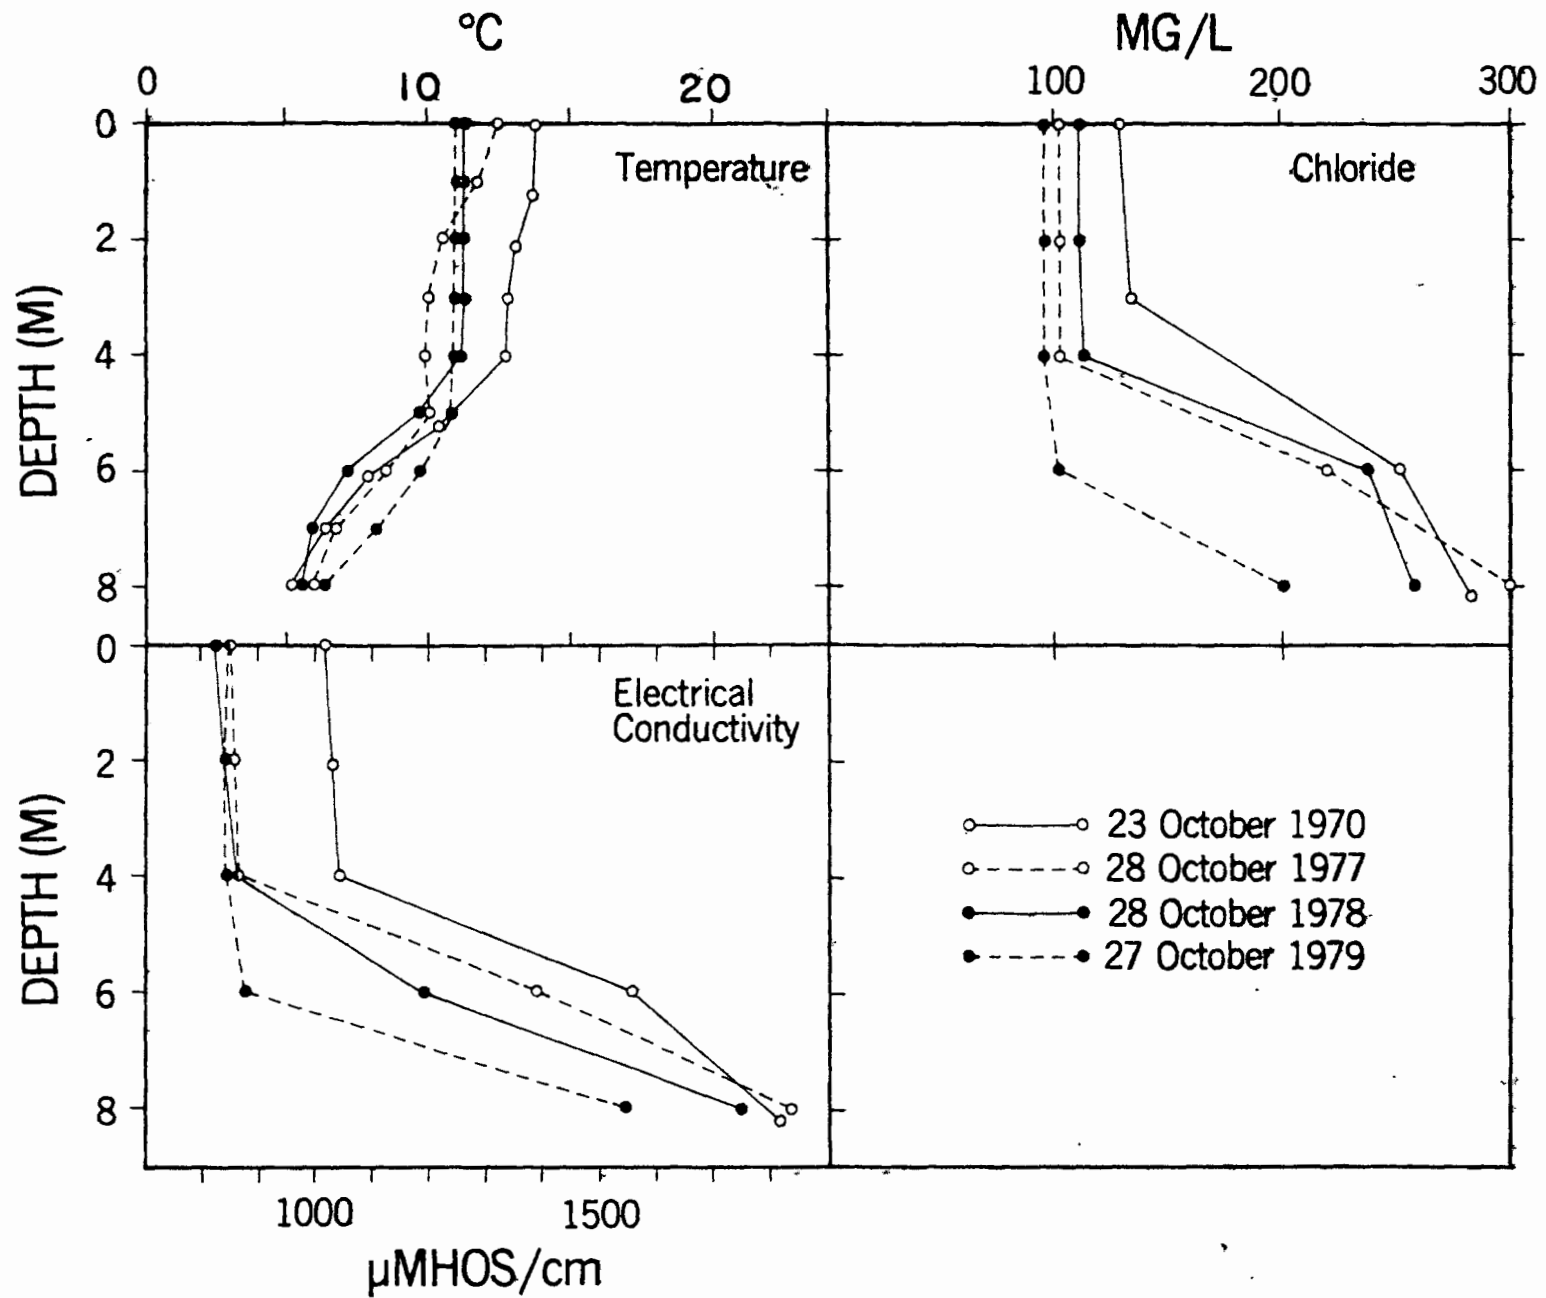 °C
MG/L
0 10 20
100 200 300
0
Temperature
Chloride
2
4
DEPTH (M)
6
8
0
Electrical
Conductivity
2
DEPTH (M)
23 October 1970
28 October 1977
4
28 October 1978
27 October 1979
6
8
1000 1500
µMHOS/cm